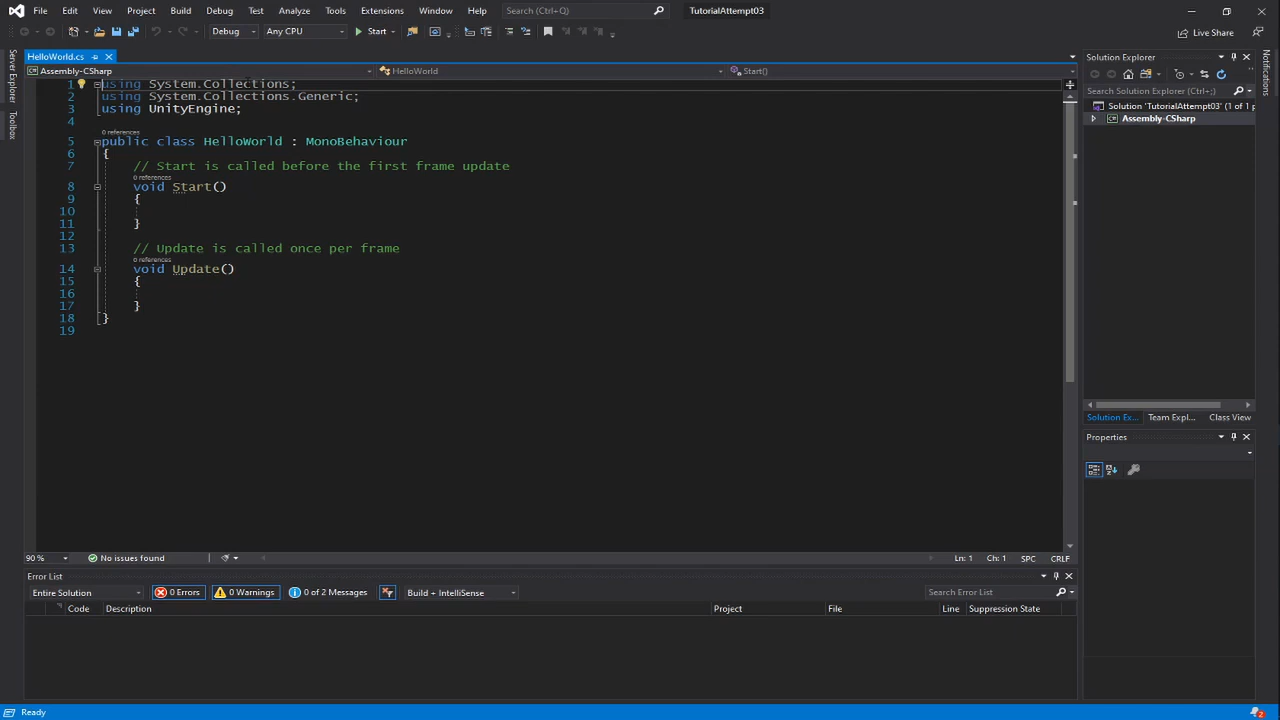 File Edit View Project Build Debug Test Analyze Tools Extensions Window Help Search (Ctrl+Q) TutorialAttempt03
Debug Any CPU Start Live Share
Server Explorer
Toolbox
HelloWorld.cs
Assembly-CSharp HelloWorld Start()
1 using System.Collections;
2 using System.Collections.Generic;
3 using UnityEngine;
4
0 references
5 public class HelloWorld : MonoBehaviour
6 {
7 // Start is called before the first frame update
0 references
8 void Start()
9 {
10
11 }
12
13 // Update is called once per frame
0 references
14 void Update()
15 {
16
17 }
18 }
19
90 % No issues found Ln: 1 Ch: 1 SPC CRLF
Error List
Entire Solution 0 Errors 0 Warnings 0 of 2 Messages Build + IntelliSense Search Error List
Code Description Project File Line Suppression State
Solution Explorer
Search Solution Explorer (Ctrl+;)
Solution 'TutorialAttempt03' (1 of 1 p
Assembly-CSharp
Solution Ex... Team Expl... Class View
Properties
Notifications
Ready 2